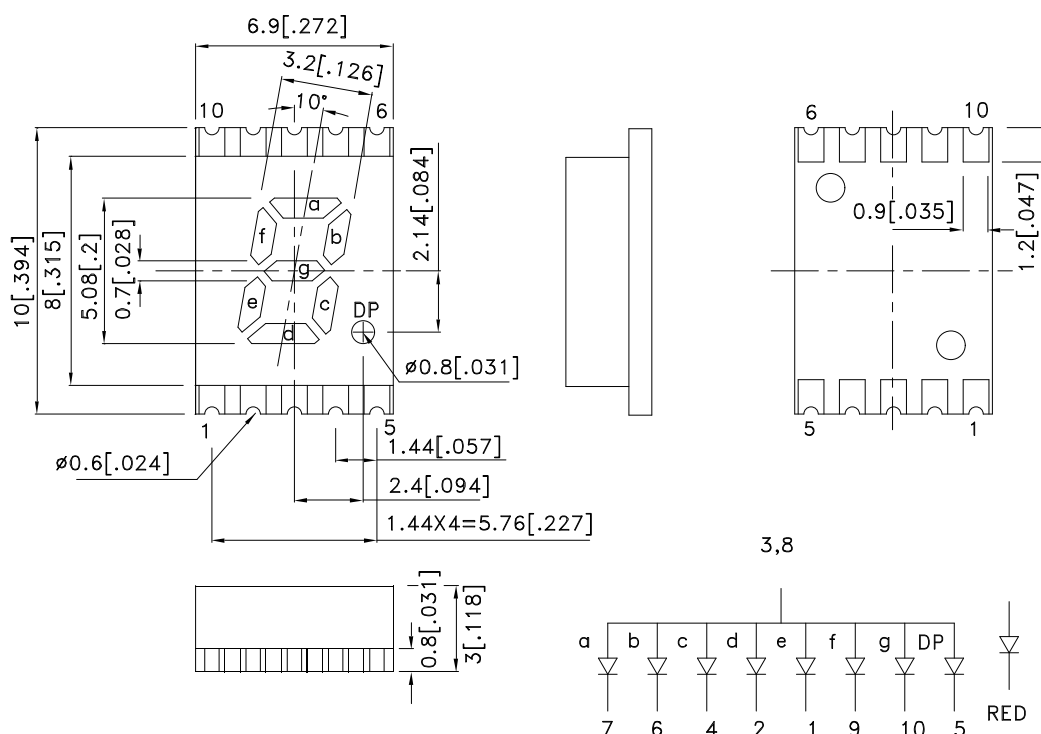 6.9[.272]
3.2[.126]
10°
10
6
6
10
a
f
b
g
e
c
d
DP
2.14[.084]
10[.394]
8[.315]
5.08[.2]
0.7[.028]
ø0.8[.031]
1
5
ø0.6[.024]
1.44[.057]
2.4[.094]
1.44X4=5.76[.227]
0.9[.035]
1.2[.047]
5
1
0.8[.031]
3[.118]
3,8
a b c d e f g DP
7 6 4 2 1 9 10 5
RED